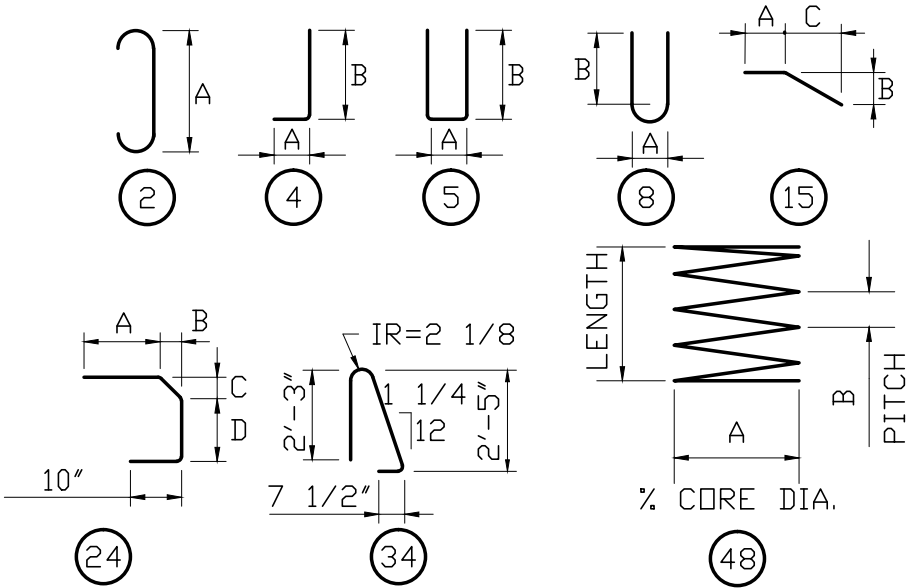 A
2
B
A
4
B
A
5
B
A
8
A C
B
15
A B
C
D
10"
24
IR=2 1/8
2'-3"
1 1/4
12
2'-5"
7 1/2"
34
LENGTH
A
B
PITCH
% CORE DIA.
48